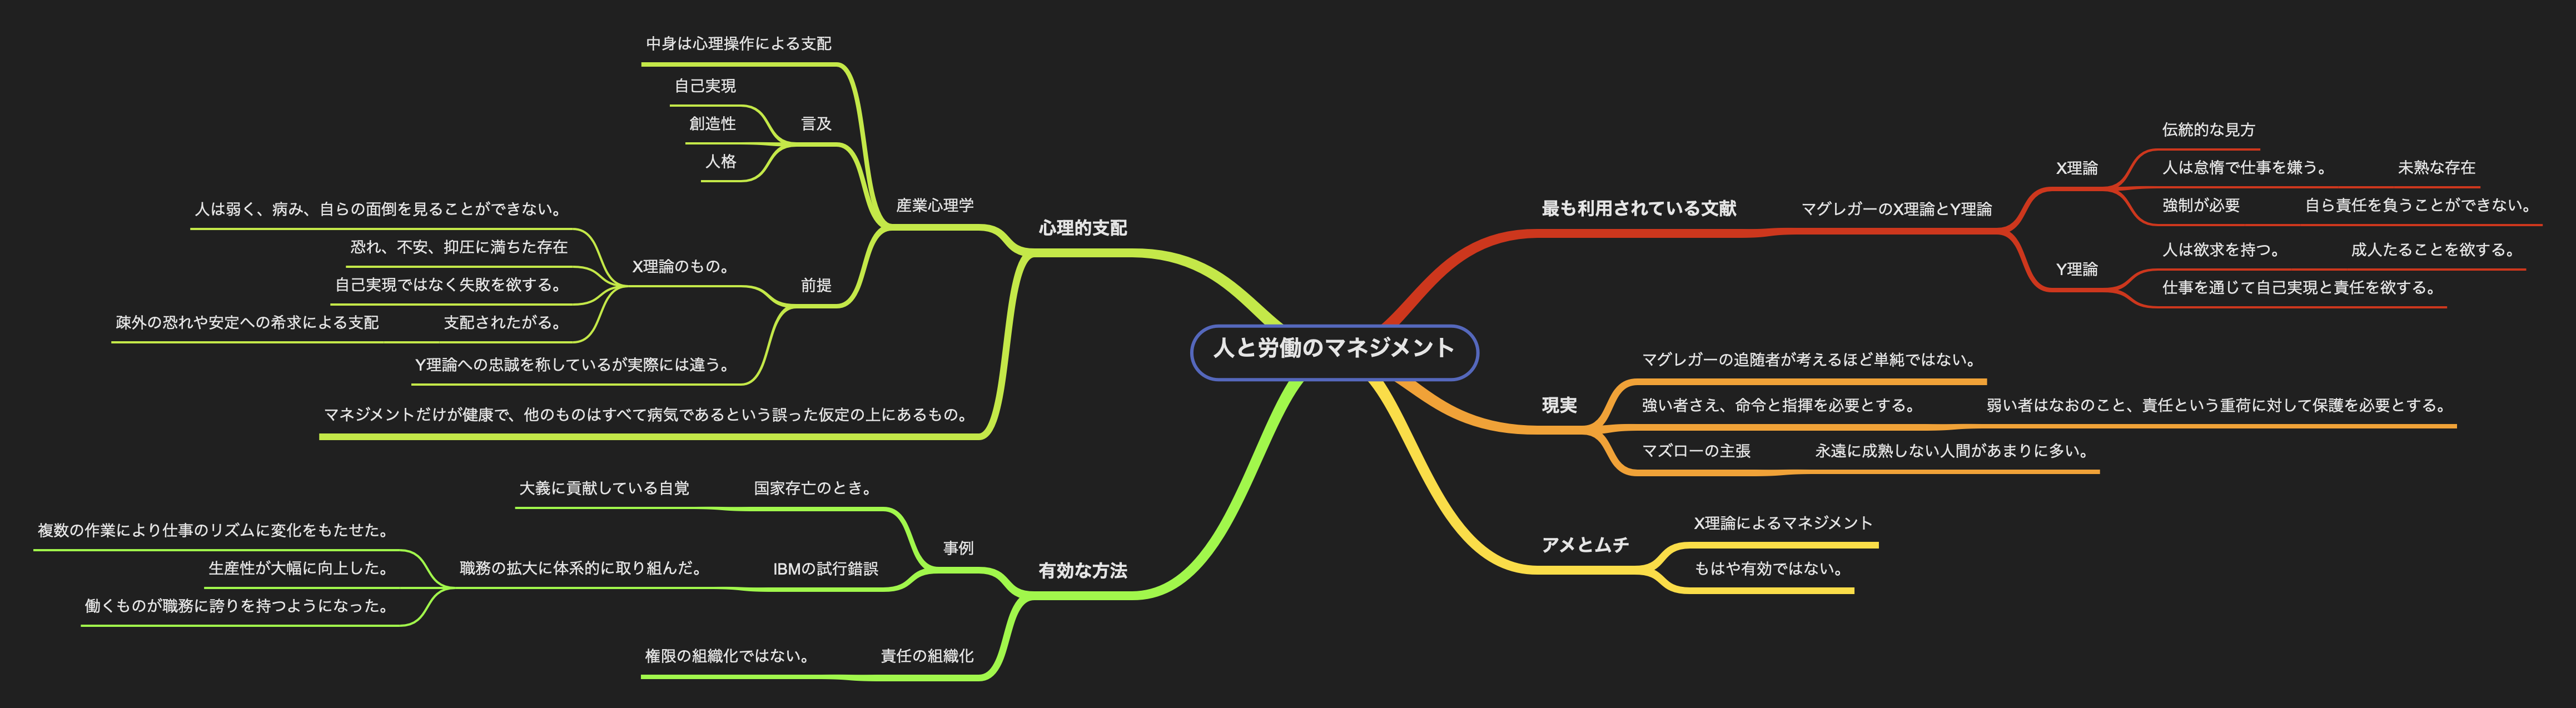 人と労働のマネジメント
最も利用されている文献
マグレガーのX理論とY理論
X理論
伝統的な見方
人は怠惰で仕事を嫌う。
未熟な存在
強制が必要
自ら責任を負うことができない。
Y理論
人は欲求を持つ。
成人たることを欲する。
仕事を通じて自己実現と責任を欲する。
現実
マグレガーの追随者が考えるほど単純ではない。
強い者さえ、命令と指揮を必要とする。
弱い者はなおのこと、責任という重荷に対して保護を必要とする。
マズローの主張
永遠に成熟しない人間があまりに多い。
アメとムチ
X理論によるマネジメント
もはや有効ではない。
心理的支配
産業心理学
中身は心理操作による支配
言及
自己実現
創造性
人格
前提
X理論のもの。
人は弱く、病み、自らの面倒を見ることができない。
恐れ、不安、抑圧に満ちた存在
自己実現ではなく失敗を欲する。
支配されたがる。
疎外の恐れや安定への希求による支配
Y理論への忠誠を称しているが実際には違う。
マネジメントだけが健康で、他のものはすべて病気であるという誤った仮定の上にあるもの。
有効な方法
事例
国家存亡のとき。
大義に貢献している自覚
IBMの試行錯誤
職務の拡大に体系的に取り組んだ。
複数の作業により仕事のリズムに変化をもたせた。
生産性が大幅に向上した。
働くものが職務に誇りを持つようになった。
責任の組織化
権限の組織化ではない。